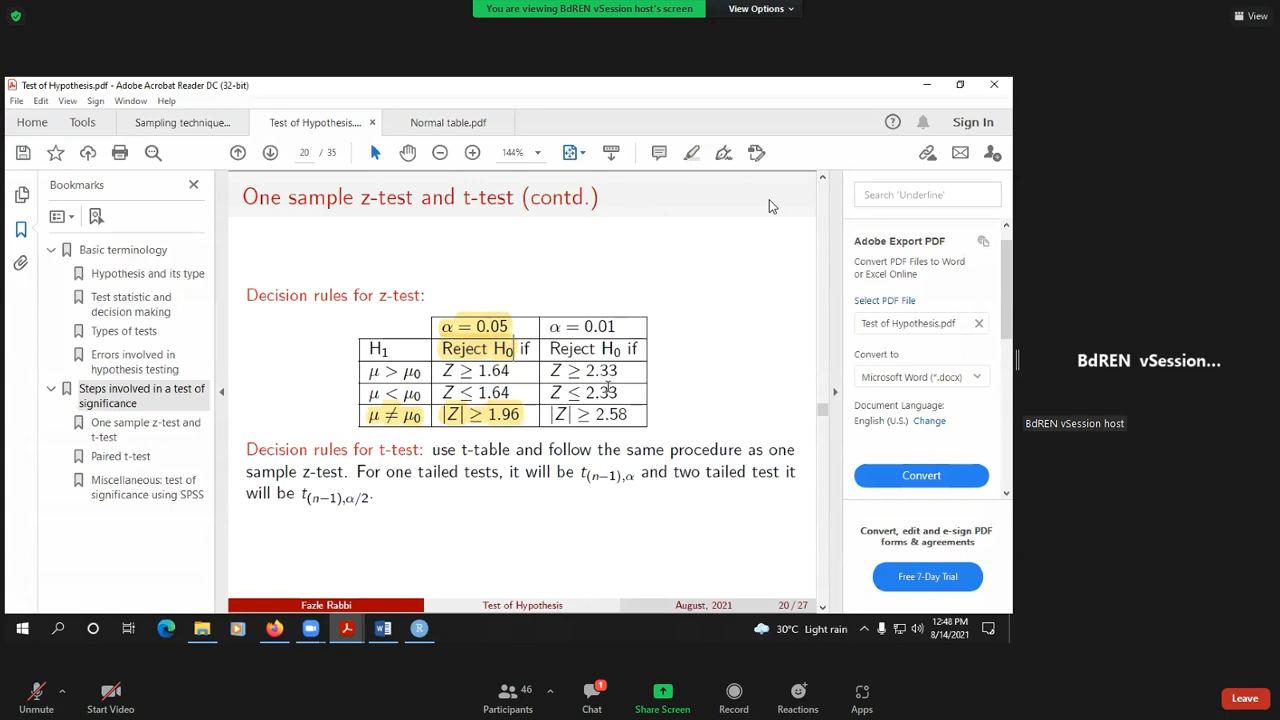 You are viewing BdREN vSession host's screen
View Options
View
Test of Hypothesis.pdf - Adobe Acrobat Reader DC (32-bit)
File Edit View Sign Window Help
Home Tools Sampling technique... Test of Hypothesis.... × Normal table.pdf Sign In
20 / 35 144%
Bookmarks
Basic terminology
Hypothesis and its type
Test statistic and
decision making
Types of tests
Errors involved in
hypothesis testing
Steps involved in a test of
significance
One sample z-test and
t-test
Paired t-test
Miscellaneous: test of
significance using SPSS
One sample z-test and t-test (contd.)
Decision rules for z-test:
α = 0.05 α = 0.01
H₁ Reject H₀ if Reject H₀ if
μ > μ₀ Z ≥ 1.64 Z ≥ 2.33
μ < μ₀ Z ≤ 1.64 Z ≤ 2.33
μ ≠ μ₀ |Z| ≥ 1.96 |Z| ≥ 2.58
Decision rules for t-test: use t-table and follow the same procedure as one
sample z-test. For one tailed tests, it will be t₍ₙ₋₁₎,α and two tailed test it
will be t₍ₙ₋₁₎,α/2.
Fazle Rabbi Test of Hypothesis August, 2021 20 / 27
Search 'Underline'
Adobe Export PDF
Convert PDF Files to Word
or Excel Online
Select PDF File
Test of Hypothesis.pdf
Convert to
Microsoft Word (*.docx)
Document Language:
English (U.S.) Change
Convert
Convert, edit and e-sign PDF
forms & agreements
Free 7-Day Trial
BdREN vSession...
BdREN vSession host
30°C Light rain
12:48 PM
8/14/2021
Unmute
Start Video
46
Participants
1
Chat
Share Screen
Record
Reactions
Apps
Leave